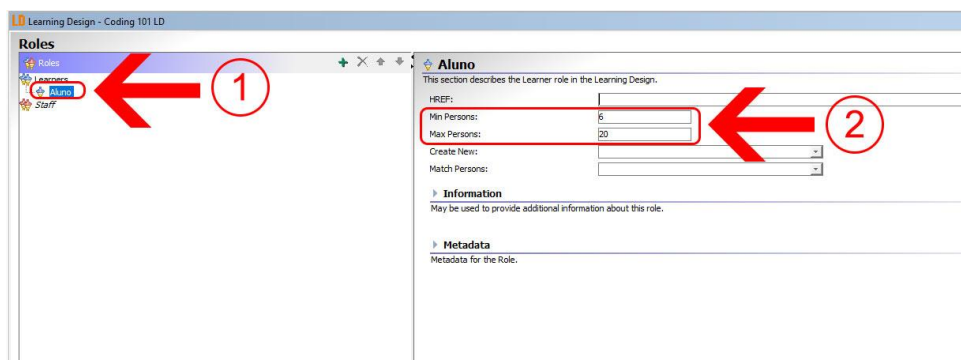 LD Learning Design - Coding 101 LD
Roles
Roles
Learners
Aluno
Staff
1
Aluno
This section describes the Learner role in the Learning Design.
HREF:
Min Persons: 6
Max Persons: 20
Create New:
Match Persons:
2
Information
May be used to provide additional information about this role.
Metadata
Metadata for the Role.